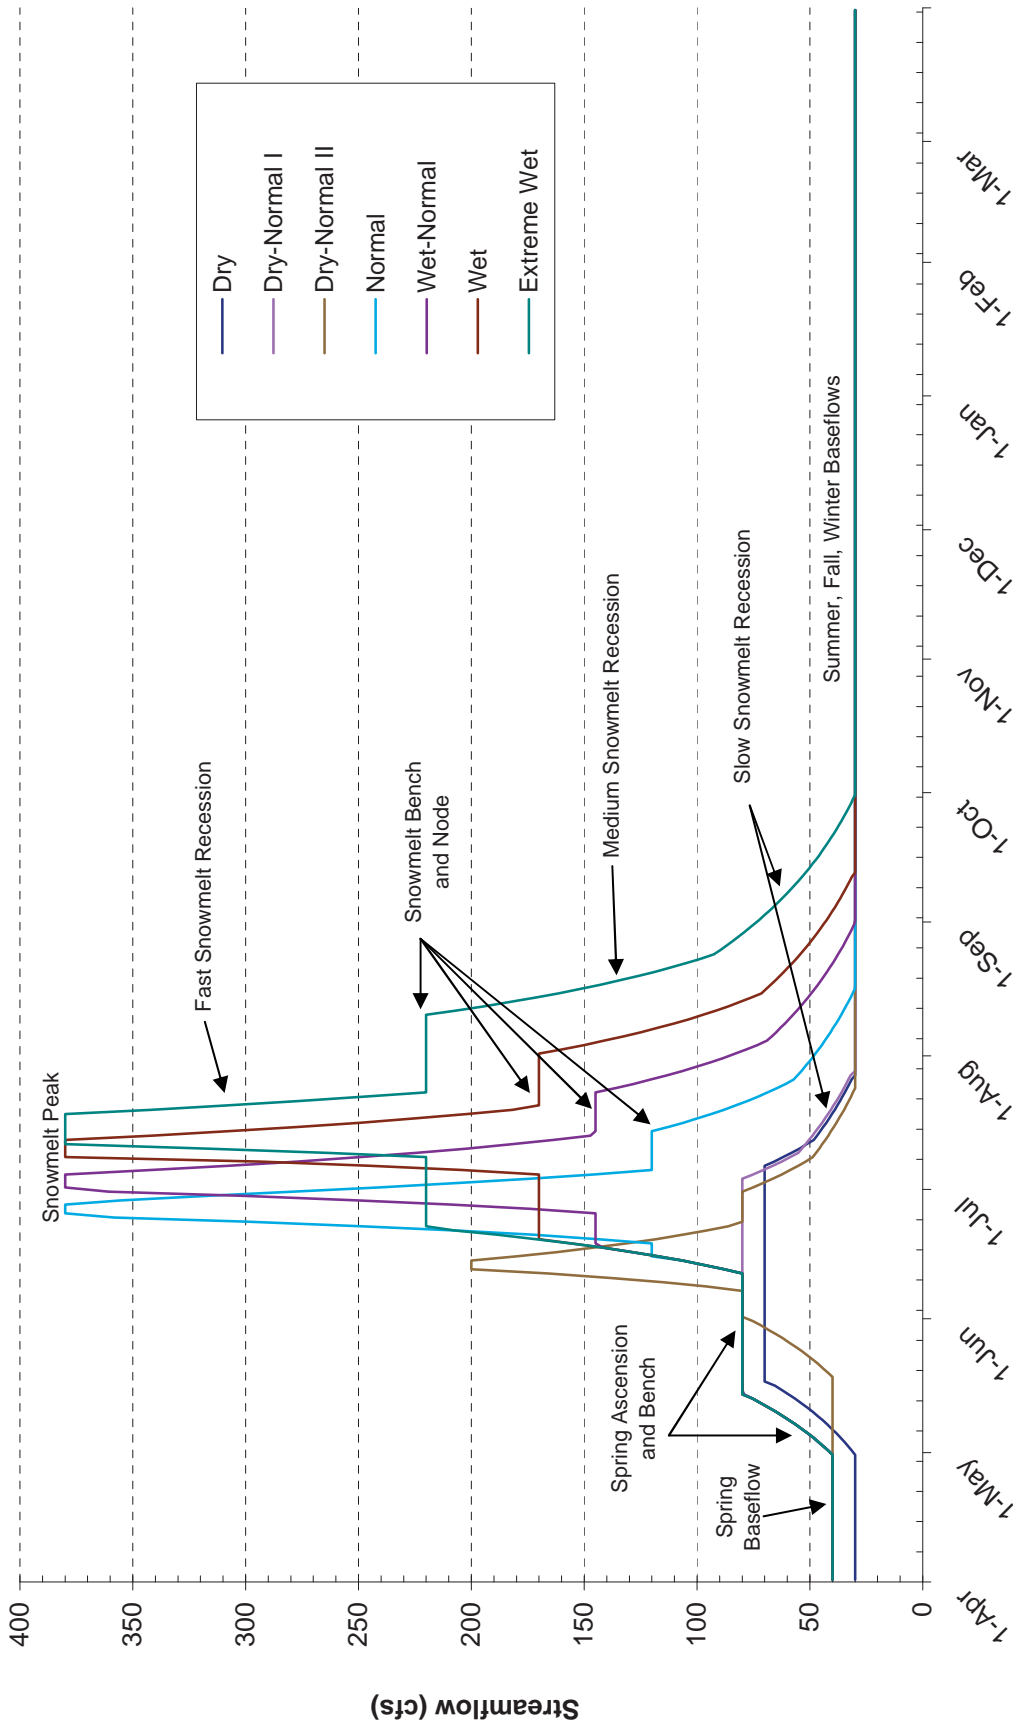 Streamflow (cfs)
400
350
300
250
200
150
100
50
0
1-Apr
1-May
1-Jun
1-Jul
1-Aug
1-Sep
1-Oct
1-Nov
1-Dec
1-Jan
1-Feb
1-Mar
Snowmelt Peak
Fast Snowmelt Recession
Snowmelt Bench
and Node
Medium Snowmelt Recession
Slow Snowmelt Recession
Summer, Fall, Winter Baseflows
Spring Ascension
and Bench
Spring
Baseflow
Dry
Dry-Normal I
Dry-Normal II
Normal
Wet-Normal
Wet
Extreme Wet